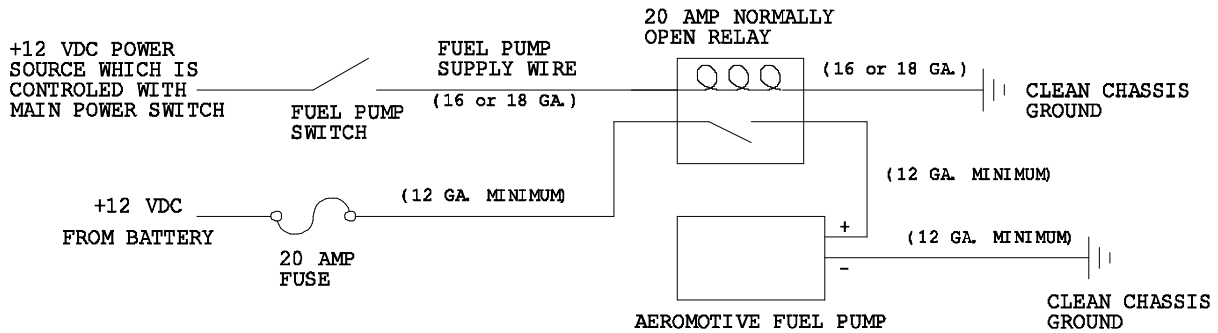 20 AMP NORMALLY
OPEN RELAY
+12 VDC POWER
SOURCE WHICH IS
CONTROLED WITH
MAIN POWER SWITCH
FUEL PUMP
SUPPLY WIRE
(16 or 18 GA.)
(16 or 18 GA.)
FUEL PUMP
SWITCH
CLEAN CHASSIS
GROUND
(12 GA. MINIMUM)
(12 GA. MINIMUM)
+12 VDC
FROM BATTERY
20 AMP
FUSE
+
-
(12 GA. MINIMUM)
CLEAN CHASSIS
GROUND
AEROMOTIVE FUEL PUMP